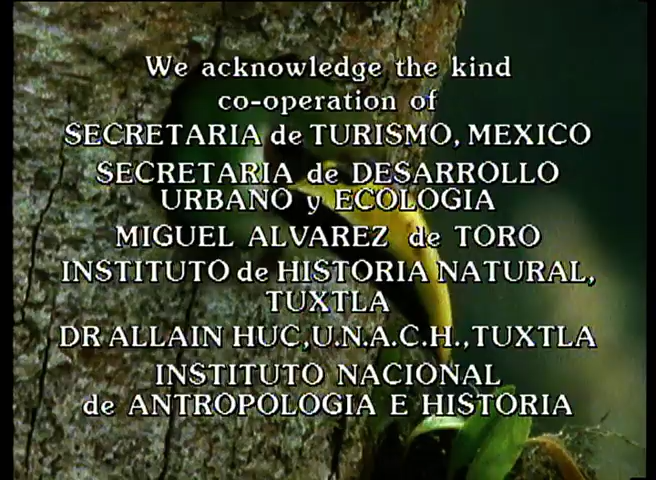 We acknowledge the kind
co-operation of
SECRETARIA de TURISMO, MEXICO
SECRETARIA de DESARROLLO
URBANO y ECOLOGIA
MIGUEL ALVAREZ de TORO
INSTITUTO de HISTORIA NATURAL,
TUXTLA
DR ALLAIN HUC,U.N.A.C.H.,TUXTLA
INSTITUTO NACIONAL
de ANTROPOLOGIA E HISTORIA